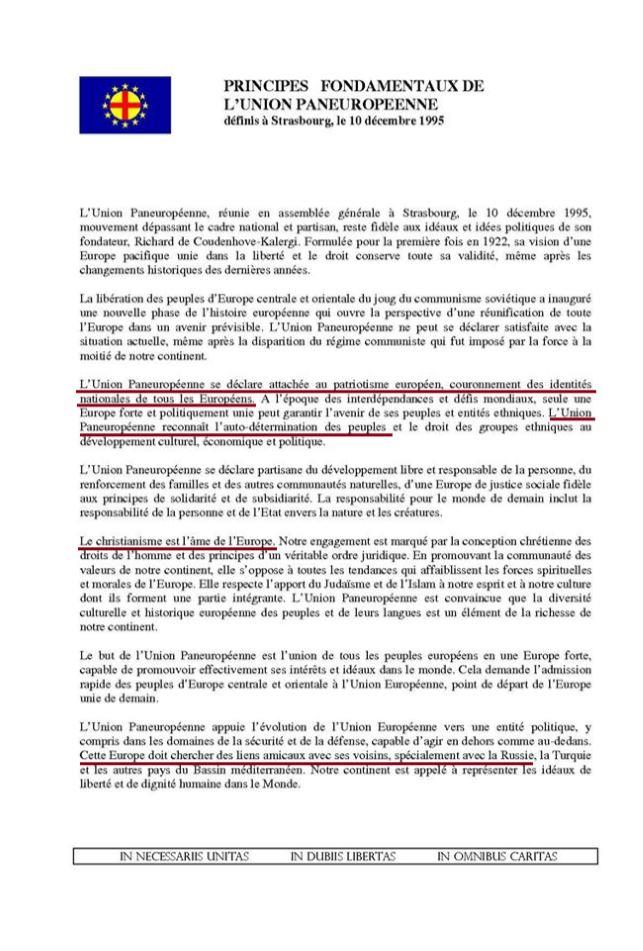 PRINCIPES FONDAMENTAUX DE
L'UNION PANEUROPEENNE
définis à Strasbourg, le 10 décembre 1995
L'Union Paneuropéenne, réunie en assemblée générale à Strasbourg, le 10 décembre 1995,
mouvement dépassant le cadre national et partisan, reste fidèle aux idéaux et idées politiques de son
fondateur, Richard de Coudenhove-Kalergi. Formulée pour la première fois en 1922, sa vision d'une
Europe pacifique unie dans la liberté et le droit conserve toute sa validité, même après les
changements historiques des dernières années.
La libération des peuples d'Europe centrale et orientale du joug du communisme soviétique a inauguré
une nouvelle phase de l'histoire européenne qui ouvre la perspective d'une réunification de toute
l'Europe dans un avenir prévisible. L'Union Paneuropéenne ne peut se déclarer satisfaite avec la
situation actuelle, même après la disparition du régime communiste qui fut imposé par la force à la
moitié de notre continent.
L'Union Paneuropéenne se déclare attachée au patriotisme européen, couronnement des identités
nationales de tous les Européens. A l'époque des interdépendances et défis mondiaux, seule une
Europe forte et politiquement unie peut garantir l'avenir de ses peuples et entités ethniques. L'Union
Paneuropéenne reconnaît l'auto-détermination des peuples et le droit des groupes ethniques au
développement culturel, économique et politique.
L'Union Paneuropéenne se déclare partisane du développement libre et responsable de la personne, du
renforcement des familles et des autres communautés naturelles, d'une Europe de justice sociale fidèle
aux principes de solidarité et de subsidiarité. La responsabilité pour le monde de demain inclut la
responsabilité de la personne et de l'Etat envers la nature et les créatures.
Le christianisme est l'âme de l'Europe. Notre engagement est marqué par la conception chrétienne des
droits de l'homme et des principes d'un véritable ordre juridique. En promouvant la communauté des
valeurs de notre continent, elle s'oppose à toutes les tendances qui affaiblissent les forces spirituelles
et morales de l'Europe. Elle respecte l'apport du Judaïsme et de l'Islam à notre esprit et à notre culture
dont ils forment une partie intégrante. L'Union Paneuropéenne est convaincue que la diversité
culturelle et historique européenne des peuples et de leurs langues est un élément de la richesse de
notre continent.
Le but de l'Union Paneuropéenne est l'union de tous les peuples européens en une Europe forte,
capable de promouvoir effectivement ses intérêts et idéaux dans le monde. Cela demande l'admission
rapide des peuples d'Europe centrale et orientale à l'Union Européenne, point de départ de l'Europe
unie de demain.
L'Union Paneuropéenne appuie l'évolution de l'Union Européenne vers une entité politique, y
compris dans les domaines de la sécurité et de la défense, capable d'agir en dehors comme au-dedans.
Cette Europe doit chercher des liens amicaux avec ses voisins, spécialement avec la Russie, la Turquie
et les autres pays du Bassin méditerranéen. Notre continent est appelé à représenter les idéaux de
liberté et de dignité humaine dans le Monde.
IN NECESSARIIS UNITAS IN DUBIIS LIBERTAS IN OMNIBUS CARITAS